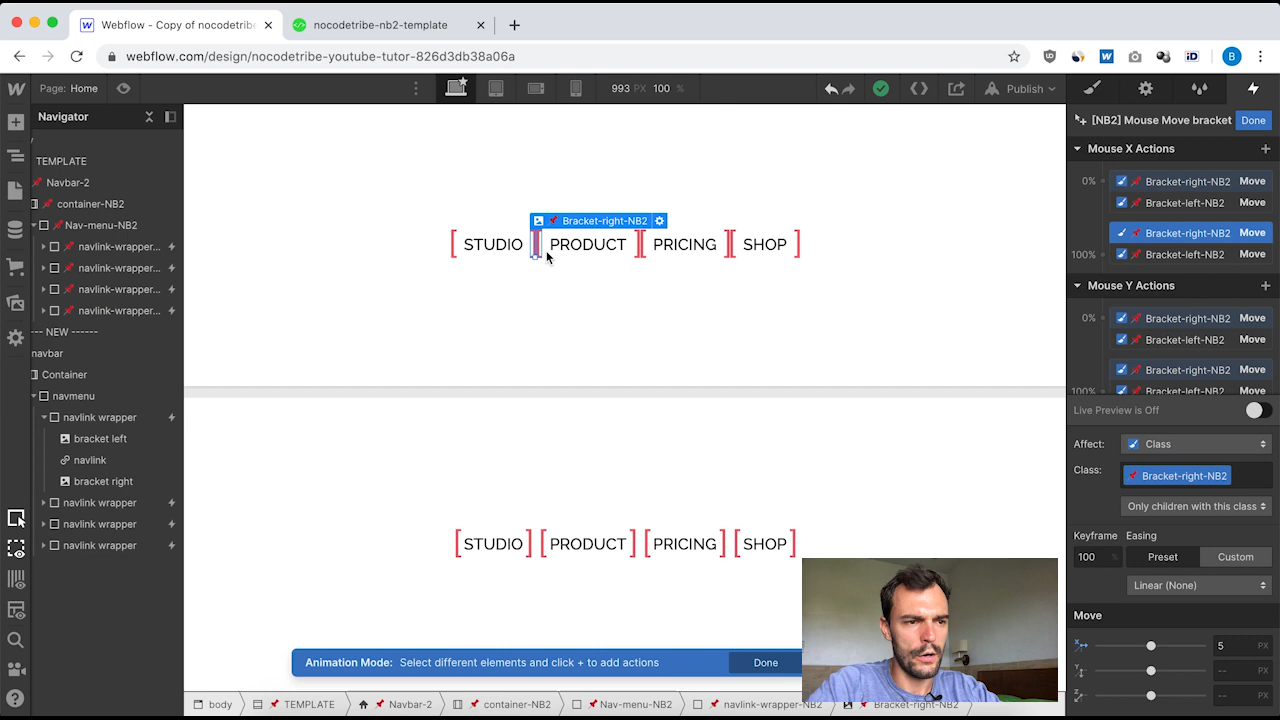 Webflow - Copy of nocodetribe
nocodetribe-nb2-template
webflow.com/design/nocodetribe-youtube-tutor-826d3db38a06a
B
Page: Home
993 PX 100 %
Publish
Navigator
TEMPLATE
Navbar-2
container-NB2
Nav-menu-NB2
navlink-wrapper...
navlink-wrapper...
navlink-wrapper...
navlink-wrapper...
--- NEW ------
navbar
Container
navmenu
navlink wrapper
bracket left
navlink
bracket right
navlink wrapper
navlink wrapper
navlink wrapper
Bracket-right-NB2
[ STUDIO ][ PRODUCT ][ PRICING ][ SHOP ]
[ STUDIO ] [ PRODUCT ] [ PRICING ] [ SHOP ]
Animation Mode: Select different elements and click + to add actions Done
body TEMPLATE Navbar-2 container-NB2 Nav-menu-NB2 navlink-wrapper-NB2 Bracket-right-NB2
[NB2] Mouse Move bracket Done
Mouse X Actions
0% Bracket-right-NB2 Move
Bracket-left-NB2 Move
Bracket-right-NB2 Move
100% Bracket-left-NB2 Move
Mouse Y Actions
0% Bracket-right-NB2 Move
Bracket-left-NB2 Move
Bracket-right-NB2 Move
100% Bracket-left-NB2 Move
Live Preview is Off
Affect: Class
Class: Bracket-right-NB2
Only children with this class
Keyframe Easing
100 % Preset Custom
Linear (None)
Move
X 5 PX
Y -- PX
Z -- PX